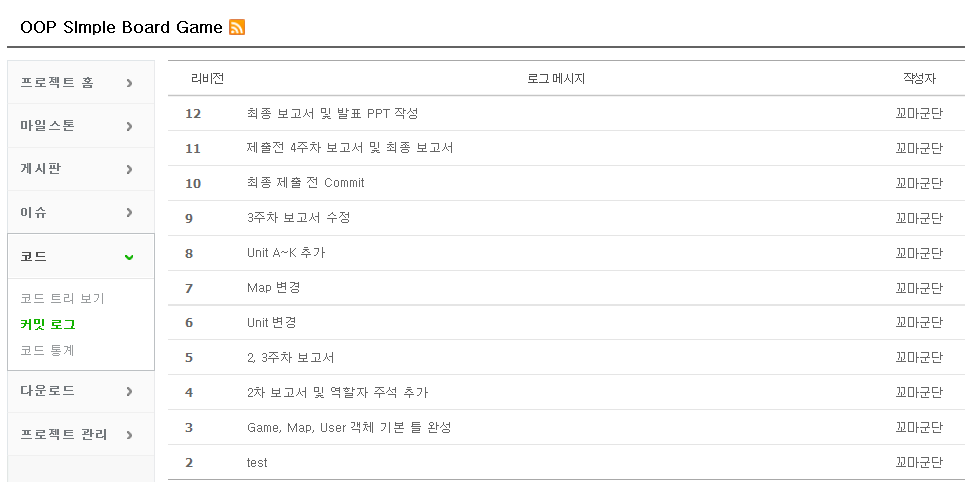 OOP SImple Board Game
프로젝트 홈
마일스톤
게시판
이슈
코드
코드 트리 보기
커밋 로그
코드 통계
다운로드
프로젝트 관리
리비전 로그 메시지 작성자
12 최종 보고서 및 발표 PPT 작성 꼬마군단
11 제출전 4주차 보고서 및 최종 보고서 꼬마군단
10 최종 제출 전 Commit 꼬마군단
9 3주차 보고서 수정 꼬마군단
8 Unit A~K 추가 꼬마군단
7 Map 변경 꼬마군단
6 Unit 변경 꼬마군단
5 2, 3주차 보고서 꼬마군단
4 2차 보고서 및 역할자 주석 추가 꼬마군단
3 Game, Map, User 객체 기본 틀 완성 꼬마군단
2 test 꼬마군단